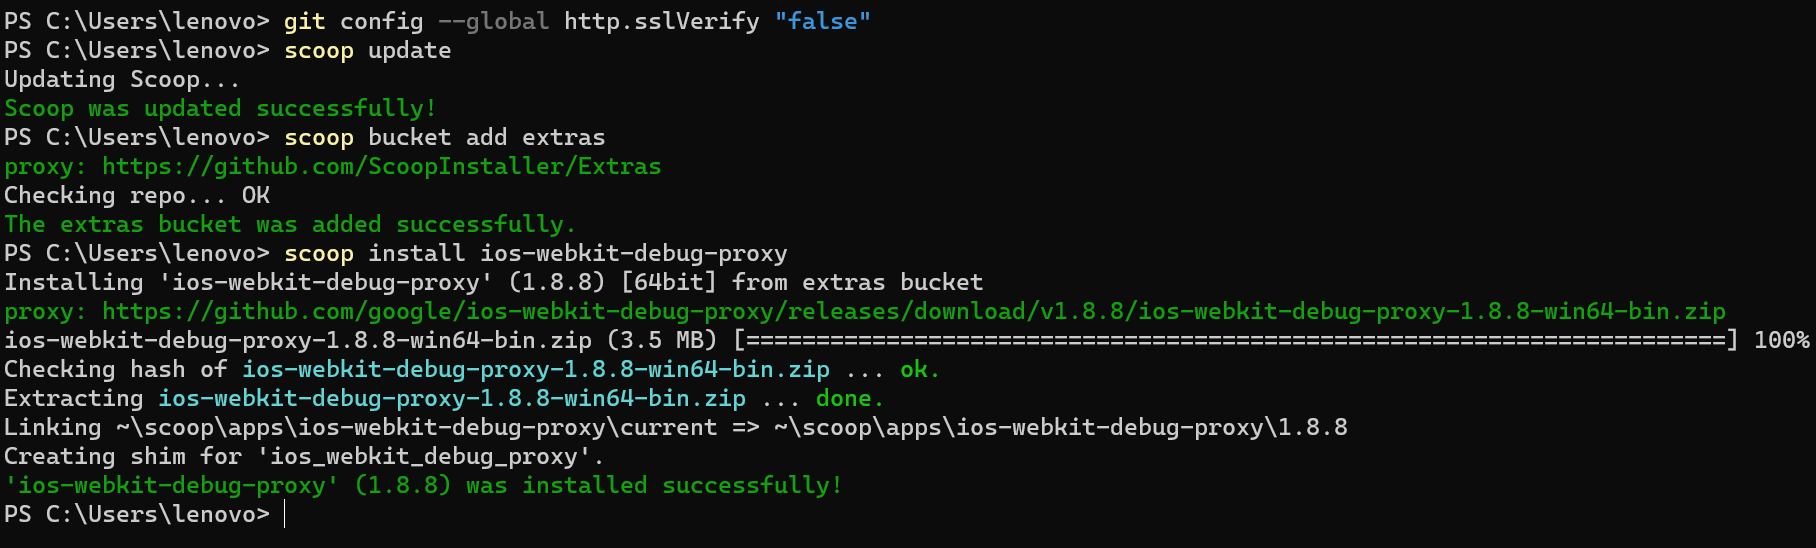 PS C:\Users\lenovo> git config --global http.sslVerify "false"
PS C:\Users\lenovo> scoop update
Updating Scoop...
Scoop was updated successfully!
PS C:\Users\lenovo> scoop bucket add extras
proxy: https://github.com/ScoopInstaller/Extras
Checking repo... OK
The extras bucket was added successfully.
PS C:\Users\lenovo> scoop install ios-webkit-debug-proxy
Installing 'ios-webkit-debug-proxy' (1.8.8) [64bit] from extras bucket
proxy: https://github.com/google/ios-webkit-debug-proxy/releases/download/v1.8.8/ios-webkit-debug-proxy-1.8.8-win64-bin.zip
ios-webkit-debug-proxy-1.8.8-win64-bin.zip (3.5 MB) [======================================================================] 100%
Checking hash of ios-webkit-debug-proxy-1.8.8-win64-bin.zip ... ok.
Extracting ios-webkit-debug-proxy-1.8.8-win64-bin.zip ... done.
Linking ~\scoop\apps\ios-webkit-debug-proxy\current => ~\scoop\apps\ios-webkit-debug-proxy\1.8.8
Creating shim for 'ios_webkit_debug_proxy'.
'ios-webkit-debug-proxy' (1.8.8) was installed successfully!
PS C:\Users\lenovo>